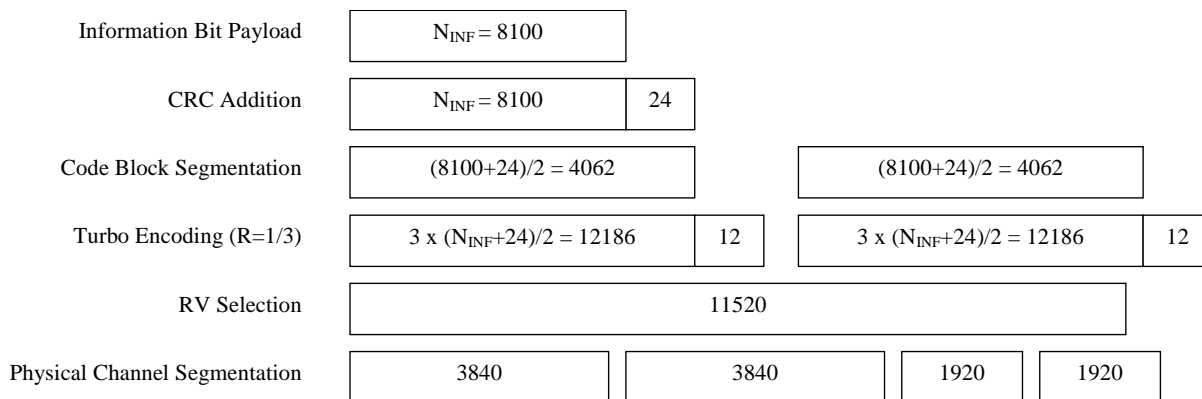 Information Bit Payload N_INF = 8100
CRC Addition N_INF = 8100 24
Code Block Segmentation (8100+24)/2 = 4062 (8100+24)/2 = 4062
Turbo Encoding (R=1/3) 3 x (N_INF+24)/2 = 12186 12 3 x (N_INF+24)/2 = 12186 12
RV Selection 11520
Physical Channel Segmentation 3840 3840 1920 1920